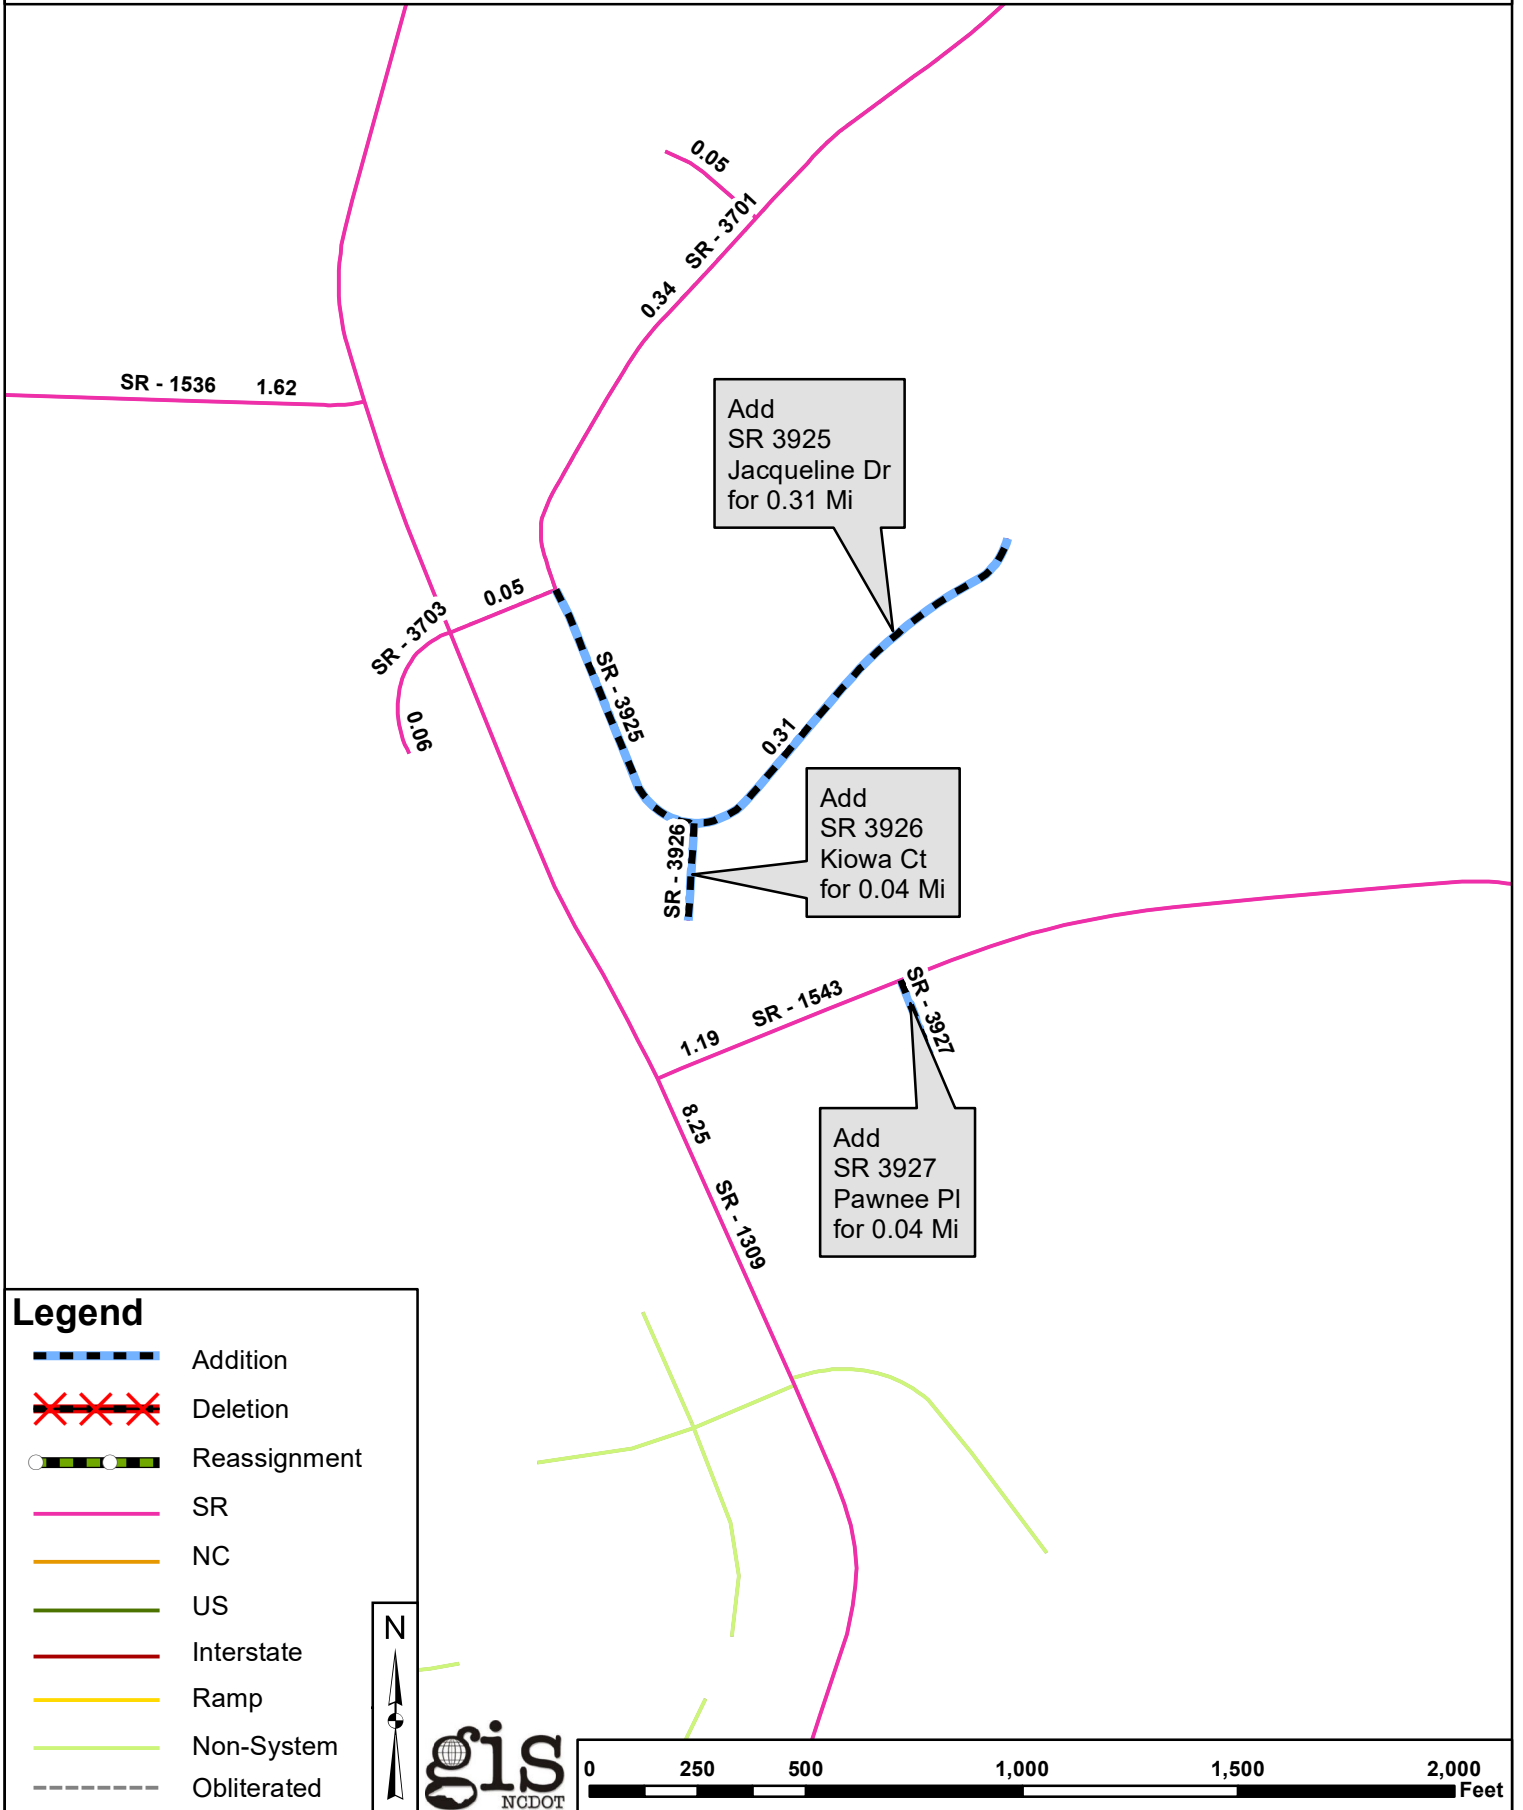 0.05
SR - 3701
0.34
SR - 1536 1.62
Add
SR 3925
Jacqueline Dr
for 0.31 Mi
0.05
SR - 3703
0.06
SR - 3925
0.31
Add
SR 3926
Kiowa Ct
for 0.04 Mi
SR - 3926
SR - 3927
SR - 1543
1.19
8.25
SR - 1309
Add
SR 3927
Pawnee Pl
for 0.04 Mi
Legend
Addition
Deletion
Reassignment
SR
NC
US
Interstate
Ramp
Non-System
Obliterated
N
gis
NCDOT
0 250 500 1,000 1,500 2,000
Feet